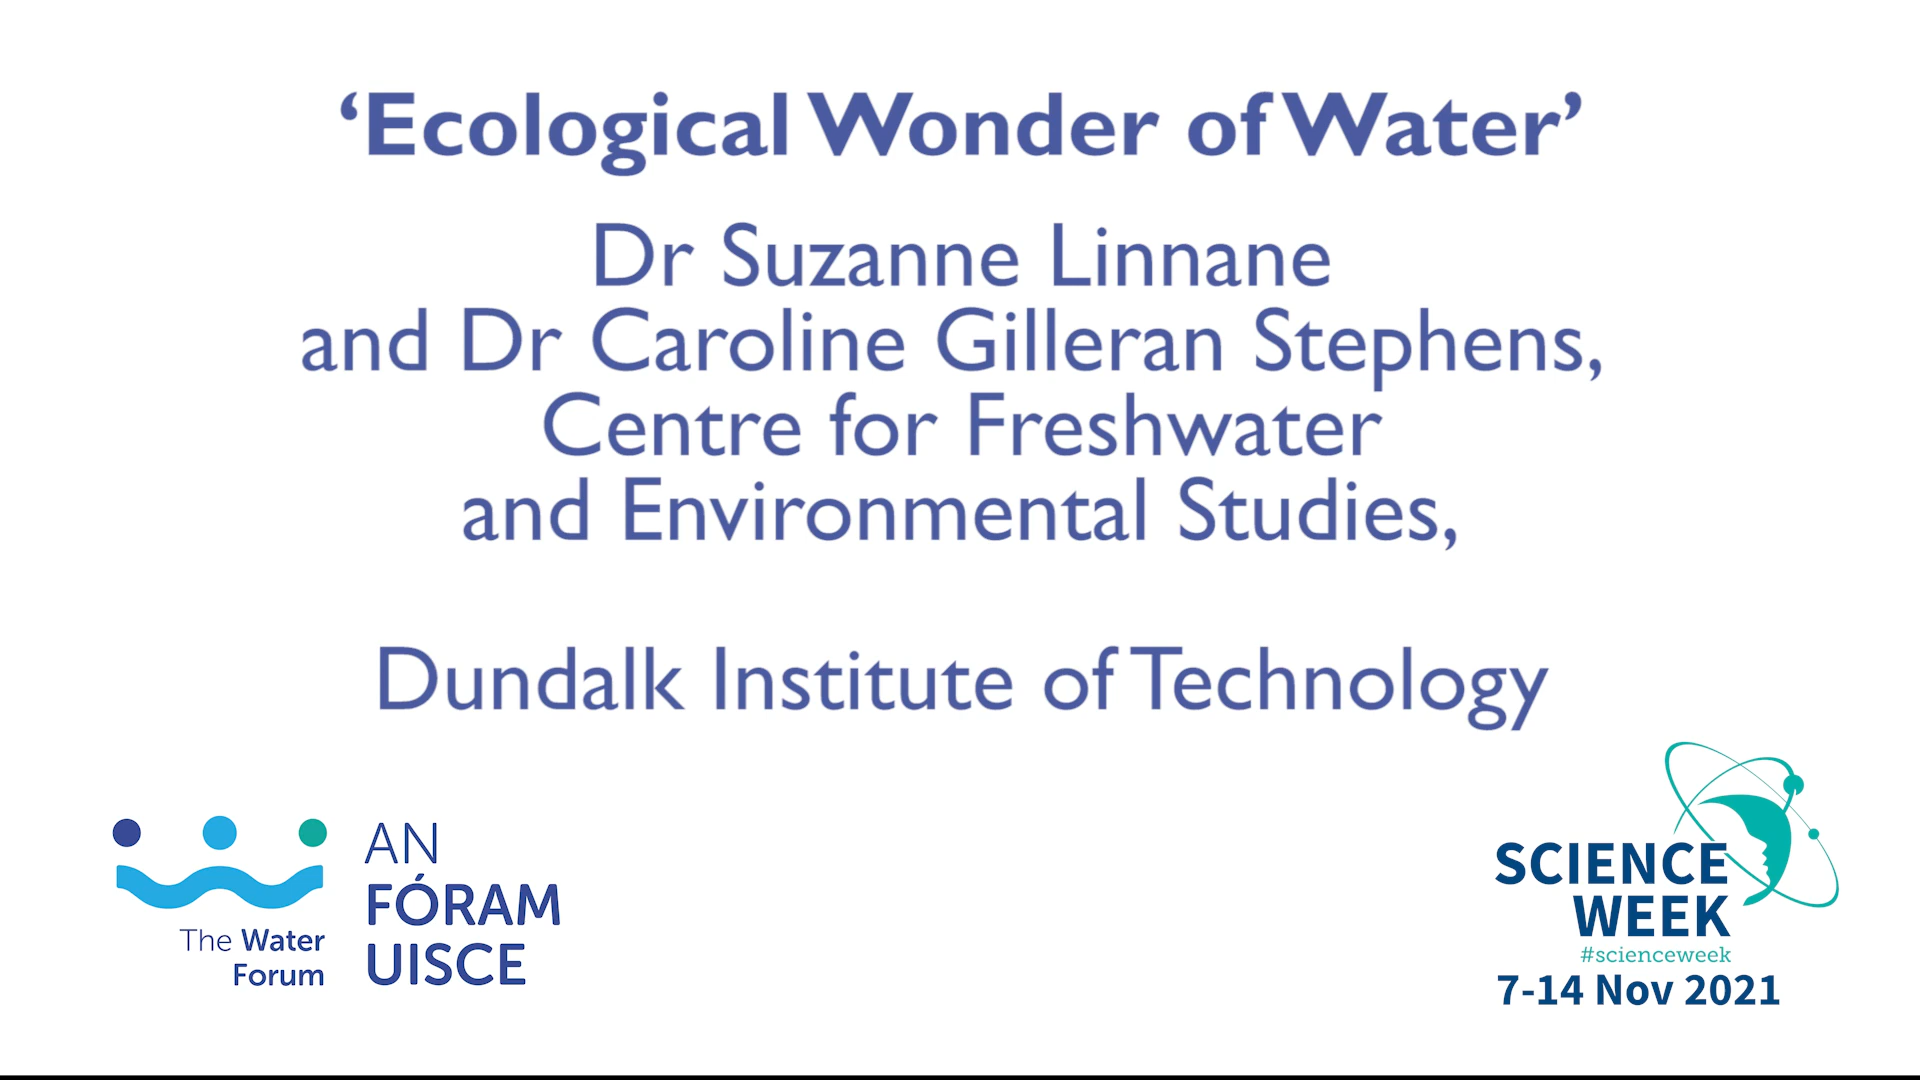 ‘Ecological Wonder of Water’
Dr Suzanne Linnane
and Dr Caroline Gilleran Stephens,
Centre for Freshwater
and Environmental Studies,
Dundalk Institute of Technology
The Water
Forum
AN
FÓRAM
UISCE
SCIENCE
WEEK
#scienceweek
7-14 Nov 2021